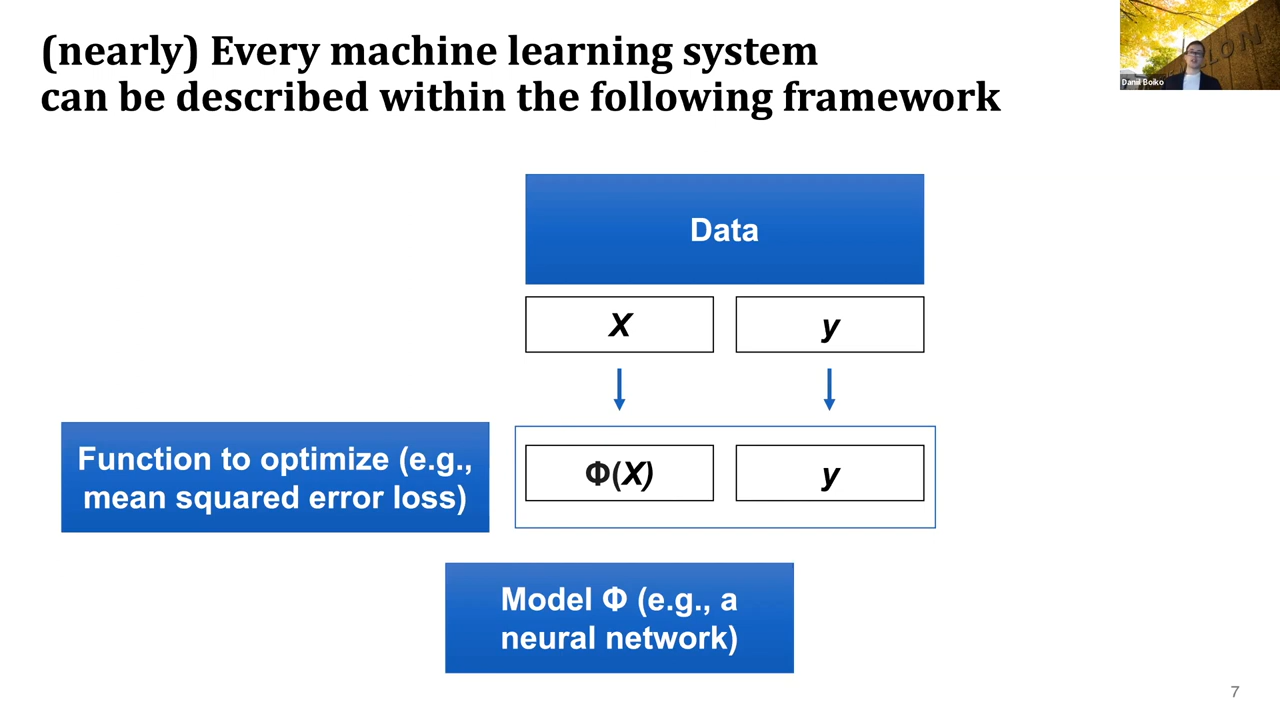 (nearly) Every machine learning system
can be described within the following framework
Daniil Boiko
Data
X
y
Function to optimize (e.g.,
mean squared error loss)
Φ(X)
y
Model Φ (e.g., a
neural network)
7